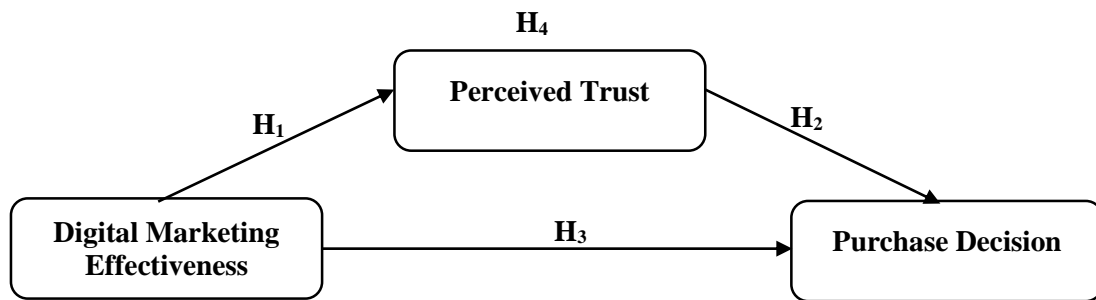 H₄
Perceived Trust
H₁
H₂
Digital Marketing
Effectiveness
H₃
Purchase Decision